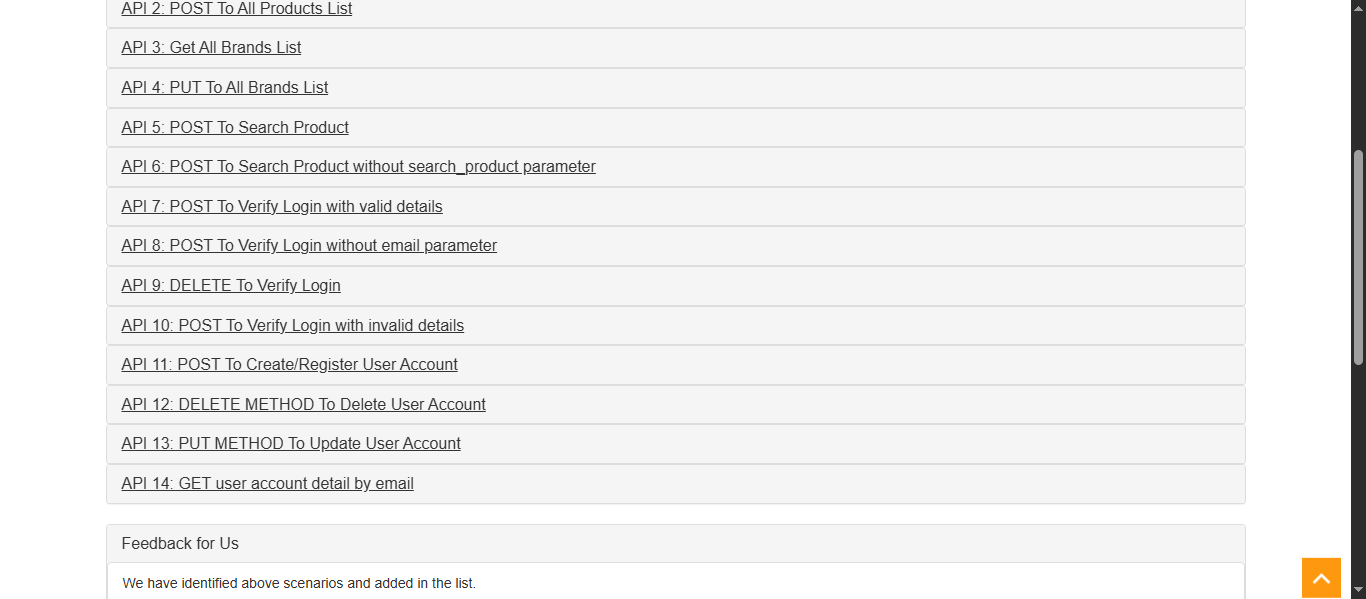 API 2: POST To All Products List
API 3: Get All Brands List
API 4: PUT To All Brands List
API 5: POST To Search Product
API 6: POST To Search Product without search_product parameter
API 7: POST To Verify Login with valid details
API 8: POST To Verify Login without email parameter
API 9: DELETE To Verify Login
API 10: POST To Verify Login with invalid details
API 11: POST To Create/Register User Account
API 12: DELETE METHOD To Delete User Account
API 13: PUT METHOD To Update User Account
API 14: GET user account detail by email
Feedback for Us
We have identified above scenarios and added in the list.